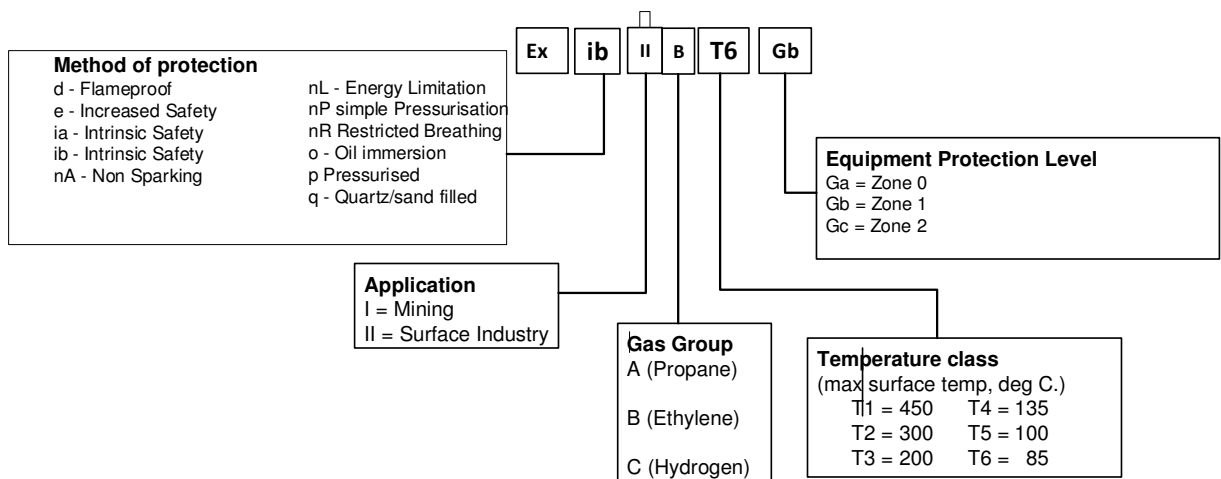 Ex ib II B T6 Gb
Method of protection
d - Flameproof
e - Increased Safety
ia - Intrinsic Safety
ib - Intrinsic Safety
nA - Non Sparking
nL - Energy Limitation
nP simple Pressurisation
nR Restricted Breathing
o - Oil immersion
p Pressurised
q - Quartz/sand filled
Equipment Protection Level
Ga = Zone 0
Gb = Zone 1
Gc = Zone 2
Application
I = Mining
II = Surface Industry
Gas Group
A (Propane)
B (Ethylene)
C (Hydrogen)
Temperature class
(max surface temp, deg C.)
T1 = 450 T4 = 135
T2 = 300 T5 = 100
T3 = 200 T6 = 85